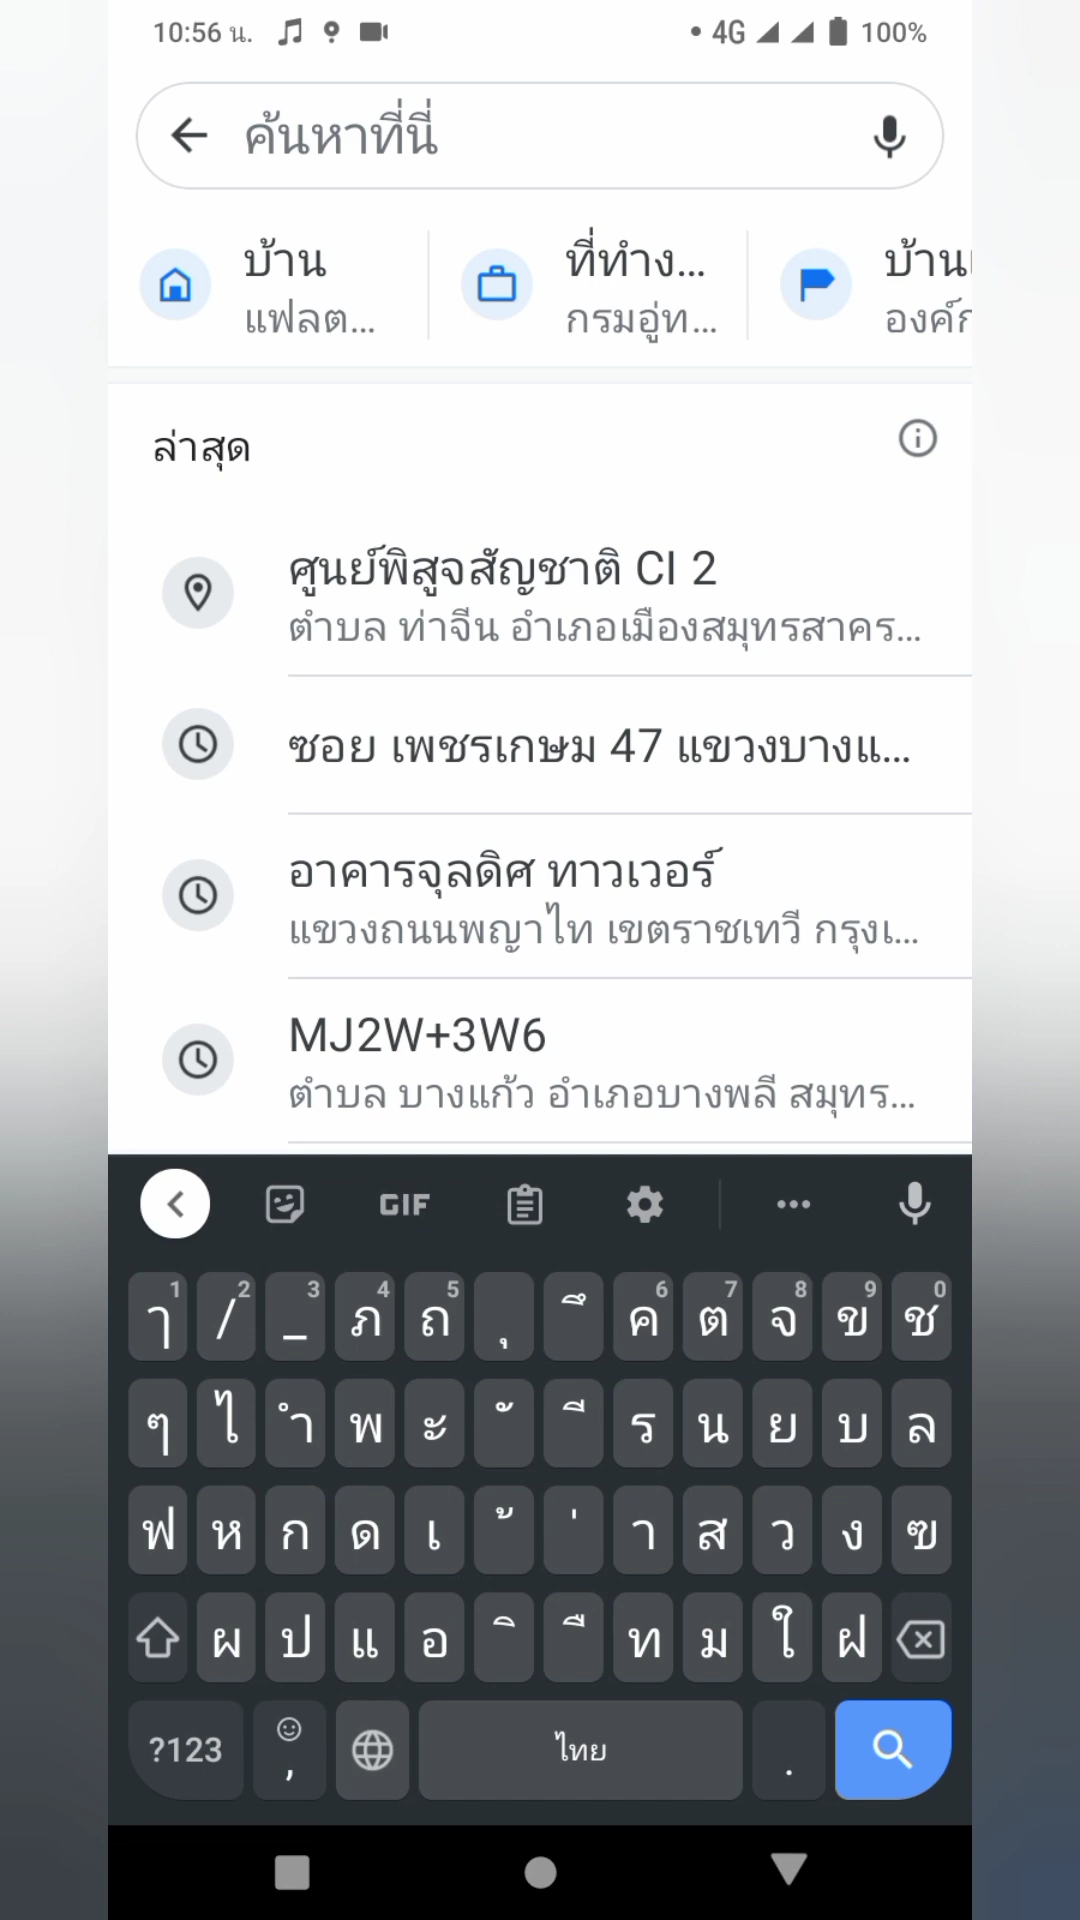 10:56 น. 4G 100%
ค้นหาที่นี่
บ้าน
แฟลต...
ที่ทำง...
กรมอู่ท...
บ้าน
องค์ก
ล่าสุด
ศูนย์พิสูจสัญชาติ CI 2
ตำบล ท่าจีน อำเภอเมืองสมุทรสาคร...
ซอย เพชรเกษม 47 แขวงบางแ...
อาคารจุลดิศ ทาวเวอร์
แขวงถนนพญาไท เขตราชเทวี กรุงเ...
MJ2W+3W6
ตำบล บางแก้ว อำเภอบางพลี สมุทร...
GIF
1 2 3 4 5 6 7 8 9 0
ๅ / _ ภ ถ ุ ึ ค ต จ ข ช
ๆ ไ ำ พ ะ ั ี ร น ย บ ล
ฟ ห ก ด เ ้ ่ า ส ว ง ฃ
ผ ป แ อ ิ ื ท ม ใ ฝ
?123 , ไทย .